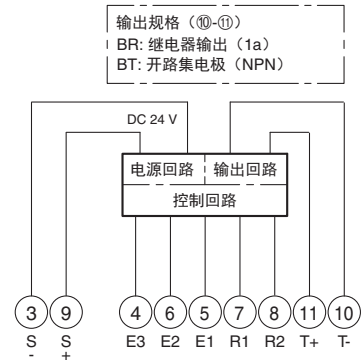 输出规格（⑩-⑪）
BR: 继电器输出（1a）
BT: 开路集电极（NPN）
DC 24 V
电源回路 输出回路
控制回路
3 9 4 6 5 7 8 11 10
S S E3 E2 E1 R1 R2 T+ T-
- +